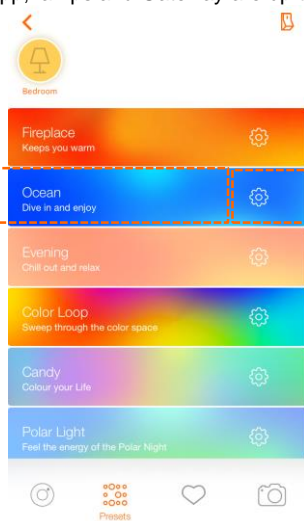 Bedroom
Fireplace
Keeps you warm
Ocean
Dive in and enjoy
Evening
Chill out and relax
Color Loop
Sweep through the color space
Candy
Colour your Life
Polar Light
Feel the energy of the Polar Night
Presets